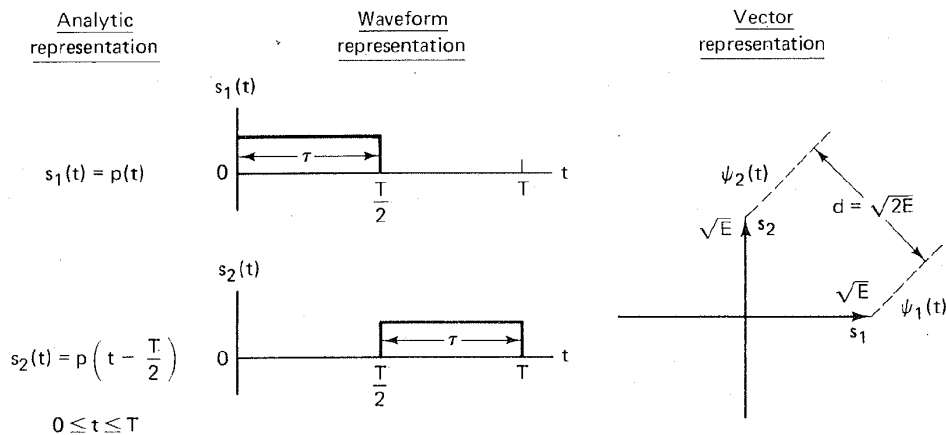 Analytic
representation
Waveform
representation
Vector
representation
s₁(t)
s₁(t) = p(t)
0
τ
T/2
T
t
s₂(t)
s₂(t) = p(t − T/2)
0
τ
T/2
T
t
0 ≤ t ≤ T
ψ₂(t)
d = √2E
√E
s₂
√E
s₁
ψ₁(t)